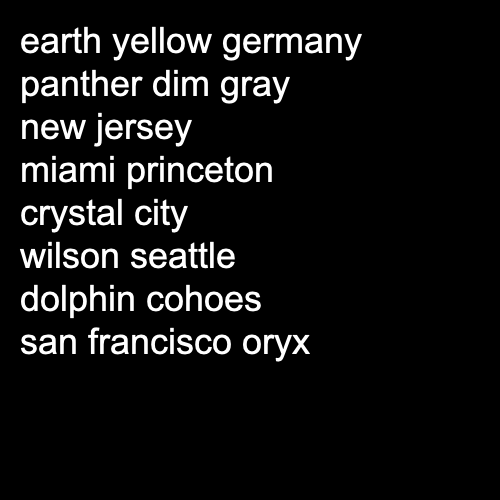 earth yellow germany
panther dim gray
new jersey
miami princeton
crystal city
wilson seattle
dolphin cohoes
san francisco oryx